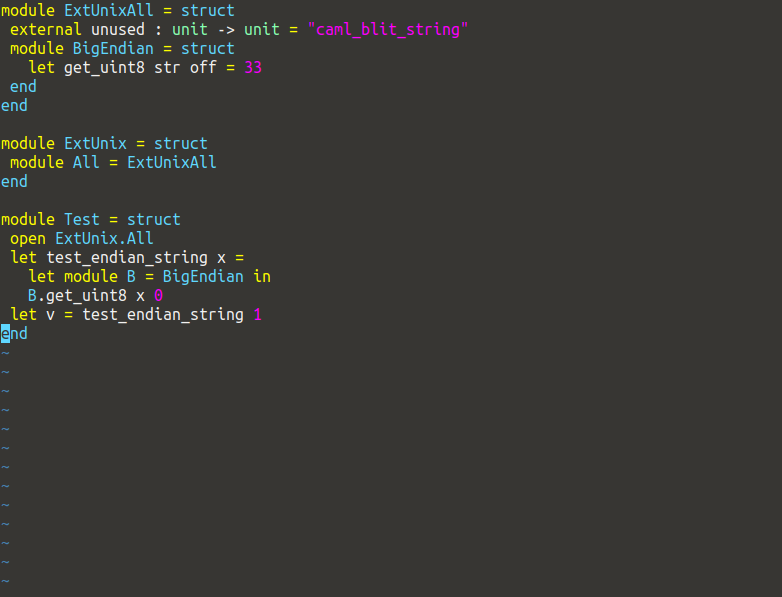 module ExtUnixAll = struct
 external unused : unit -> unit = "caml_blit_string"
 module BigEndian = struct
   let get_uint8 str off = 33
 end
end

module ExtUnix = struct
 module All = ExtUnixAll
end

module Test = struct
 open ExtUnix.All
 let test_endian_string x =
   let module B = BigEndian in
   B.get_uint8 x 0
 let v = test_endian_string 1
end
~
~
~
~
~
~
~
~
~
~
~
~
~